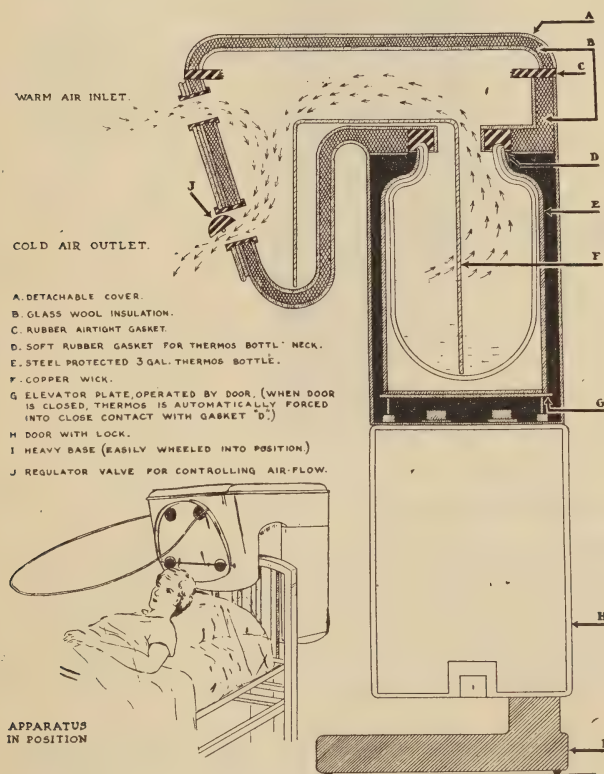 A
B
C
WARM AIR INLET.
J
D
E
COLD AIR OUTLET.
F
A. DETACHABLE COVER.
B. GLASS WOOL INSULATION.
C. RUBBER AIRTIGHT GASKET.
D. SOFT RUBBER GASKET FOR THERMOS BOTTL' NECK.
E. STEEL PROTECTED 3 GAL. THERMOS BOTTLE.
F. COPPER WICK.
G ELEVATOR PLATE, OPERATED BY DOOR, (WHEN DOOR
IS CLOSED, THERMOS IS AUTOMATICALLY FORCED
INTO CLOSE CONTACT WITH GASKET "D".)
G
H DOOR WITH LOCK.
I HEAVY BASE (EASILY WHEELED INTO POSITION.)
J REGULATOR VALVE FOR CONTROLLING AIR-FLOW.
H
APPARATUS
IN POSITION
I